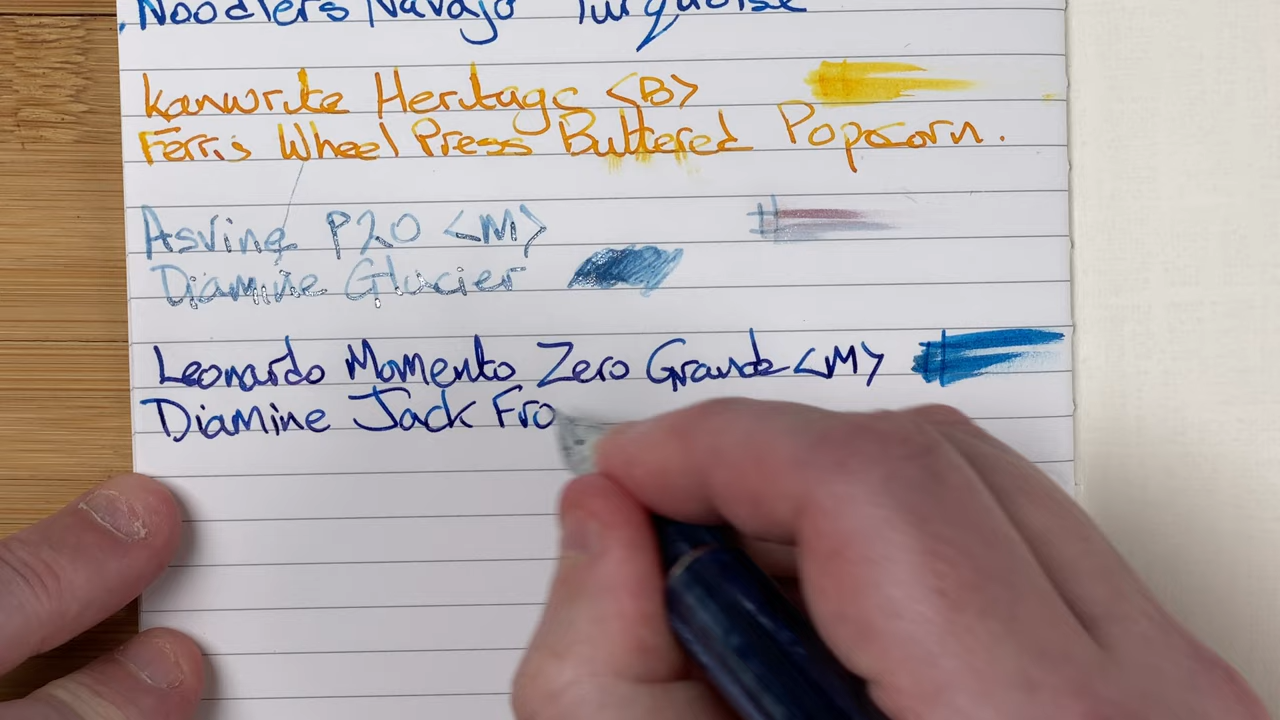 Noodlers Navajo Turquoise
Kanwrite Heritage <B>
Ferris Wheel Press Buttered Popcorn.
Asvine P20 <M>
Diamine Glacier
Leonardo Momento Zero Grande <M>
Diamine Jack Fro